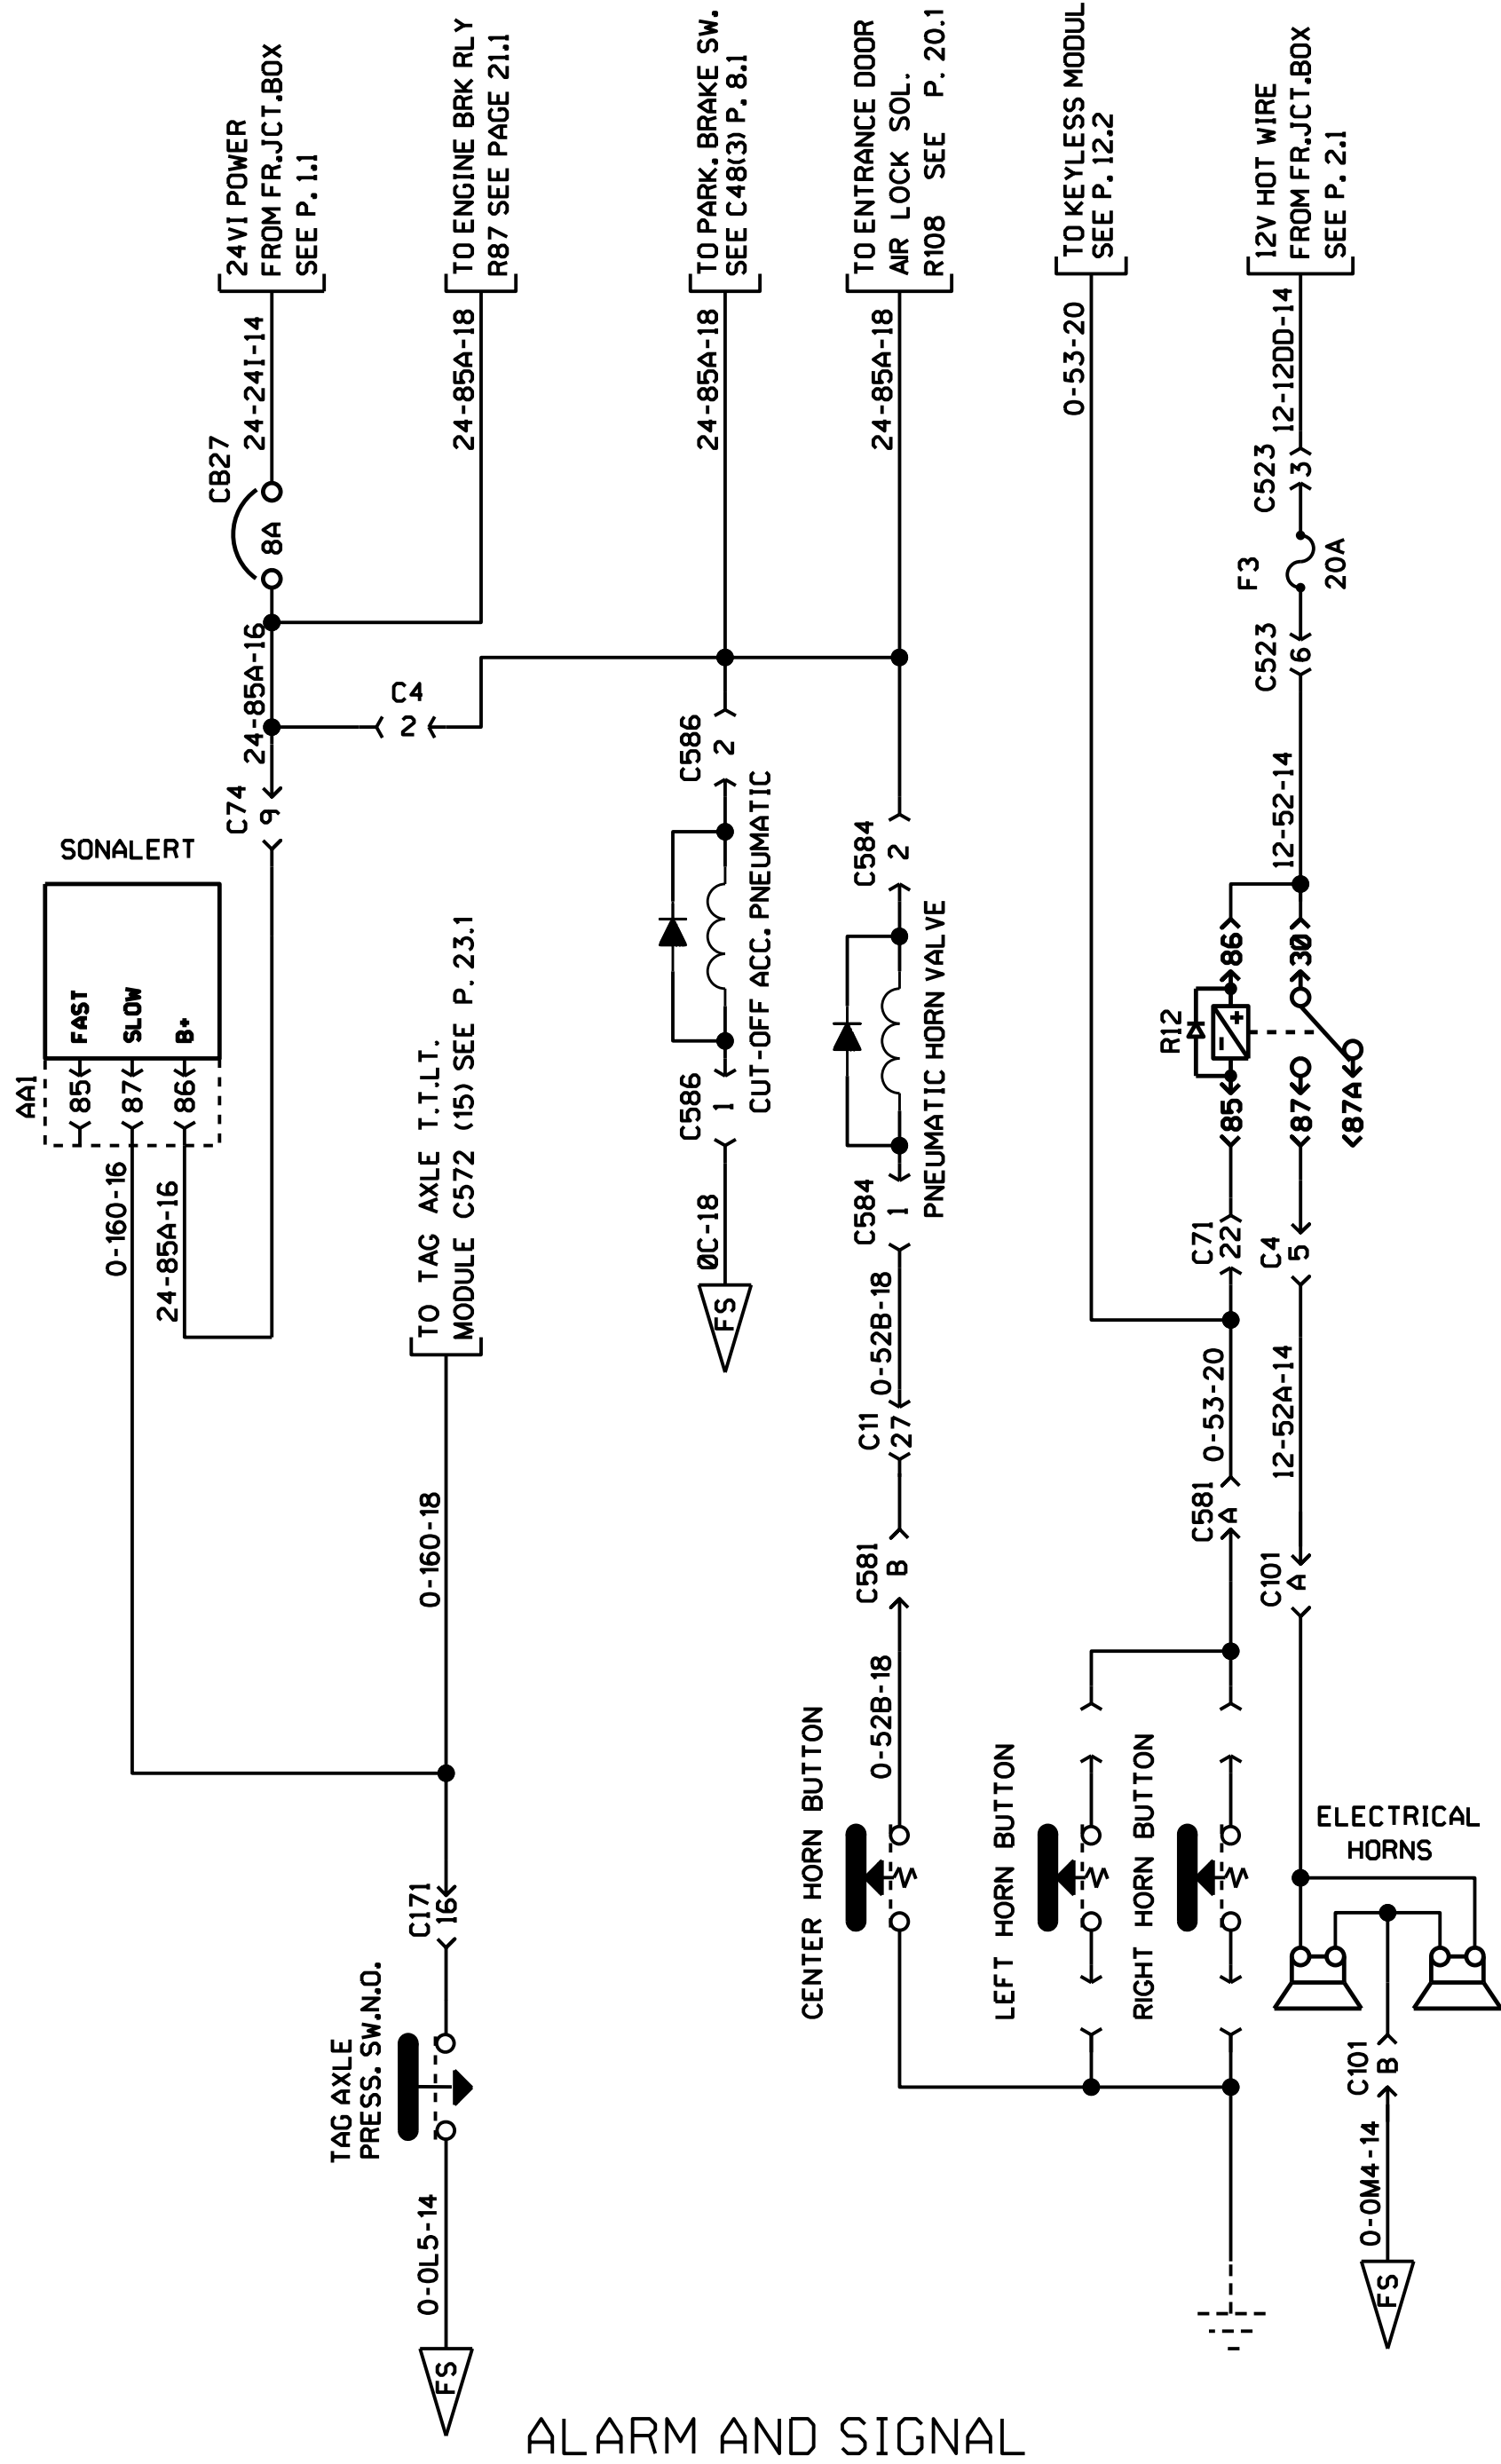 24VI POWER
FROM FR.JCT.BOX
SEE P. 1.1
TO ENGINE BRK RLY
R87 SEE PAGE 21.1
TO PARK. BRAKE SW.
SEE C48(3) P. 8.1
TO ENTRANCE DOOR
AIR LOCK SOL.
R108 SEE P. 20.1
TO KEYLESS MODUL
SEE P. 12.2
12V HOT WIRE
FROM FR.JCT.BOX
SEE P. 2.1
24-24I-14
24-85A-18
24-85A-18
24-85A-18
0-53-20
12-12DD-14
CB27
8A
C523
3
F3
20A
C523
6
24-85A-16
C4
2
C74
9
C586
2
C584
2
12-52-14
SONALERT
FAST
SLOW
B+
AA1
85
87
86
0-160-16
24-85A-16
TO TAG AXLE T.T.LT.
MODULE C572 (15) SEE P. 23.1
CUT-OFF ACC. PNEUMATIC
C586
1
0C-18
FS
PNEUMATIC HORN VALVE
C584
1
0-52B-18
R12
86
30
+
-
85
87
87A
C71
22
C4
5
C11
27
0-53-20
12-52A-14
0-160-18
C581
B
C581
A
C101
A
0-52B-18
CENTER HORN BUTTON
LEFT HORN BUTTON
RIGHT HORN BUTTON
ELECTRICAL
HORNS
C171
16
TAG AXLE
PRESS. SW.N.O.
C101
B
0-0L5-14
0-0M4-14
FS
FS
ALARM AND SIGNAL